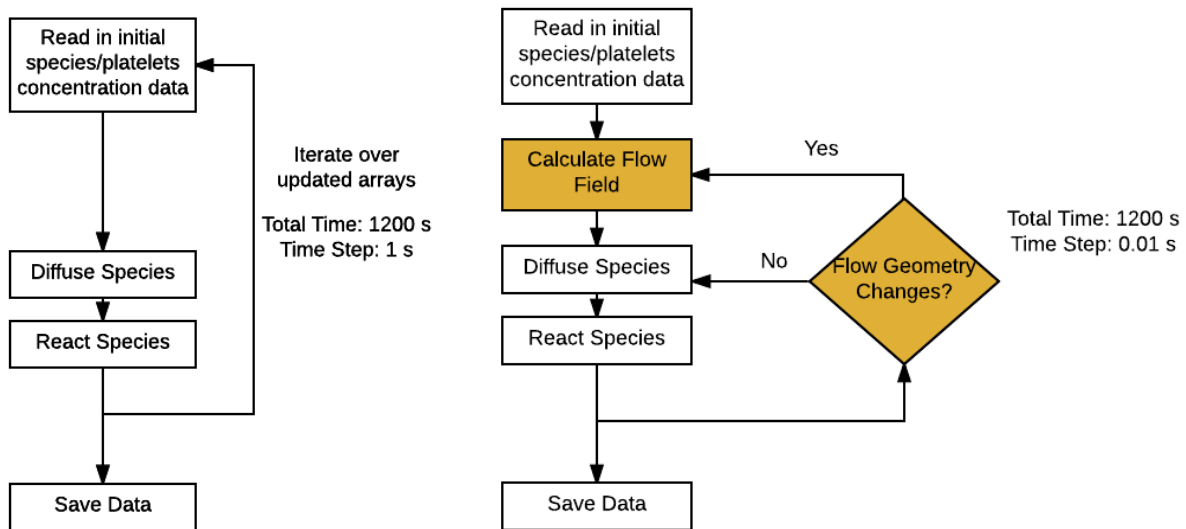 Read in initial
species/platelets
concentration data
Iterate over
updated arrays
Total Time: 1200 s
Time Step: 1 s
Diffuse Species
React Species
Save Data
Read in initial
species/platelets
concentration data
Calculate Flow
Field
Yes
Diffuse Species
No
Flow Geometry
Changes?
Total Time: 1200 s
Time Step: 0.01 s
React Species
Save Data